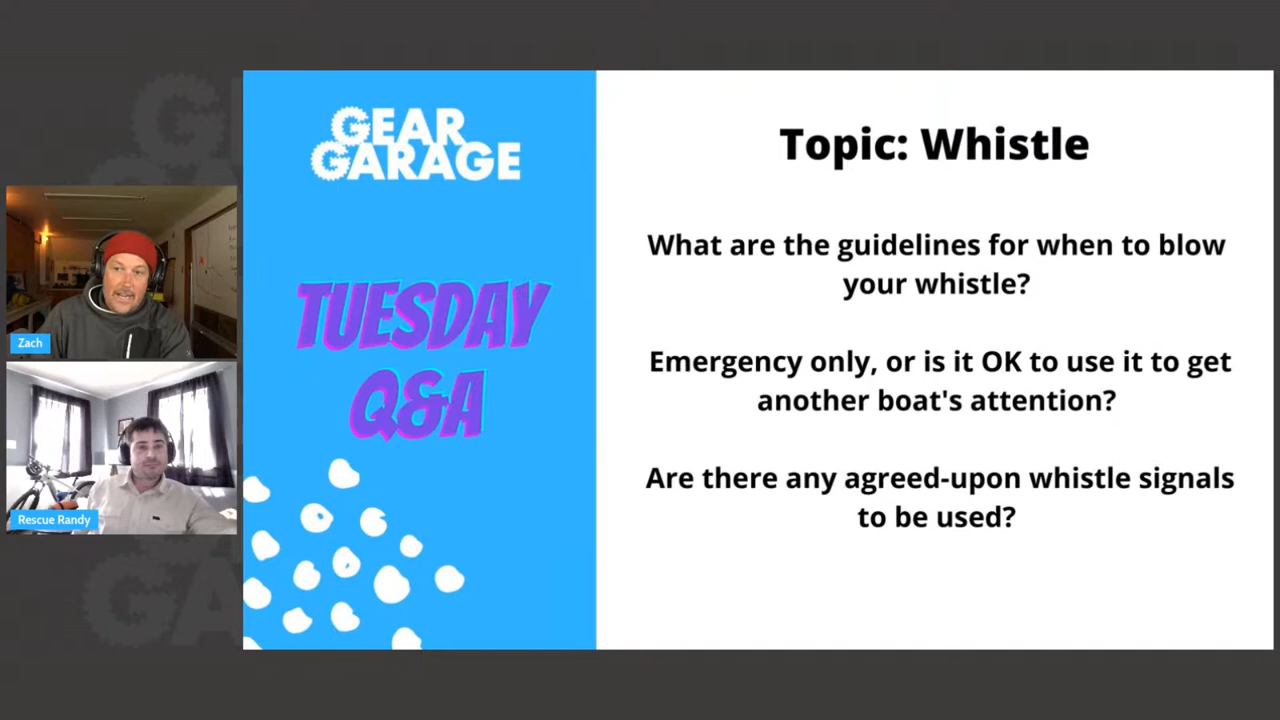 GEAR
GARAGE
TUESDAY
Q&A
Topic: Whistle
What are the guidelines for when to blow
your whistle?
Emergency only, or is it OK to use it to get
another boat's attention?
Are there any agreed-upon whistle signals
to be used?
Zach
Rescue Randy